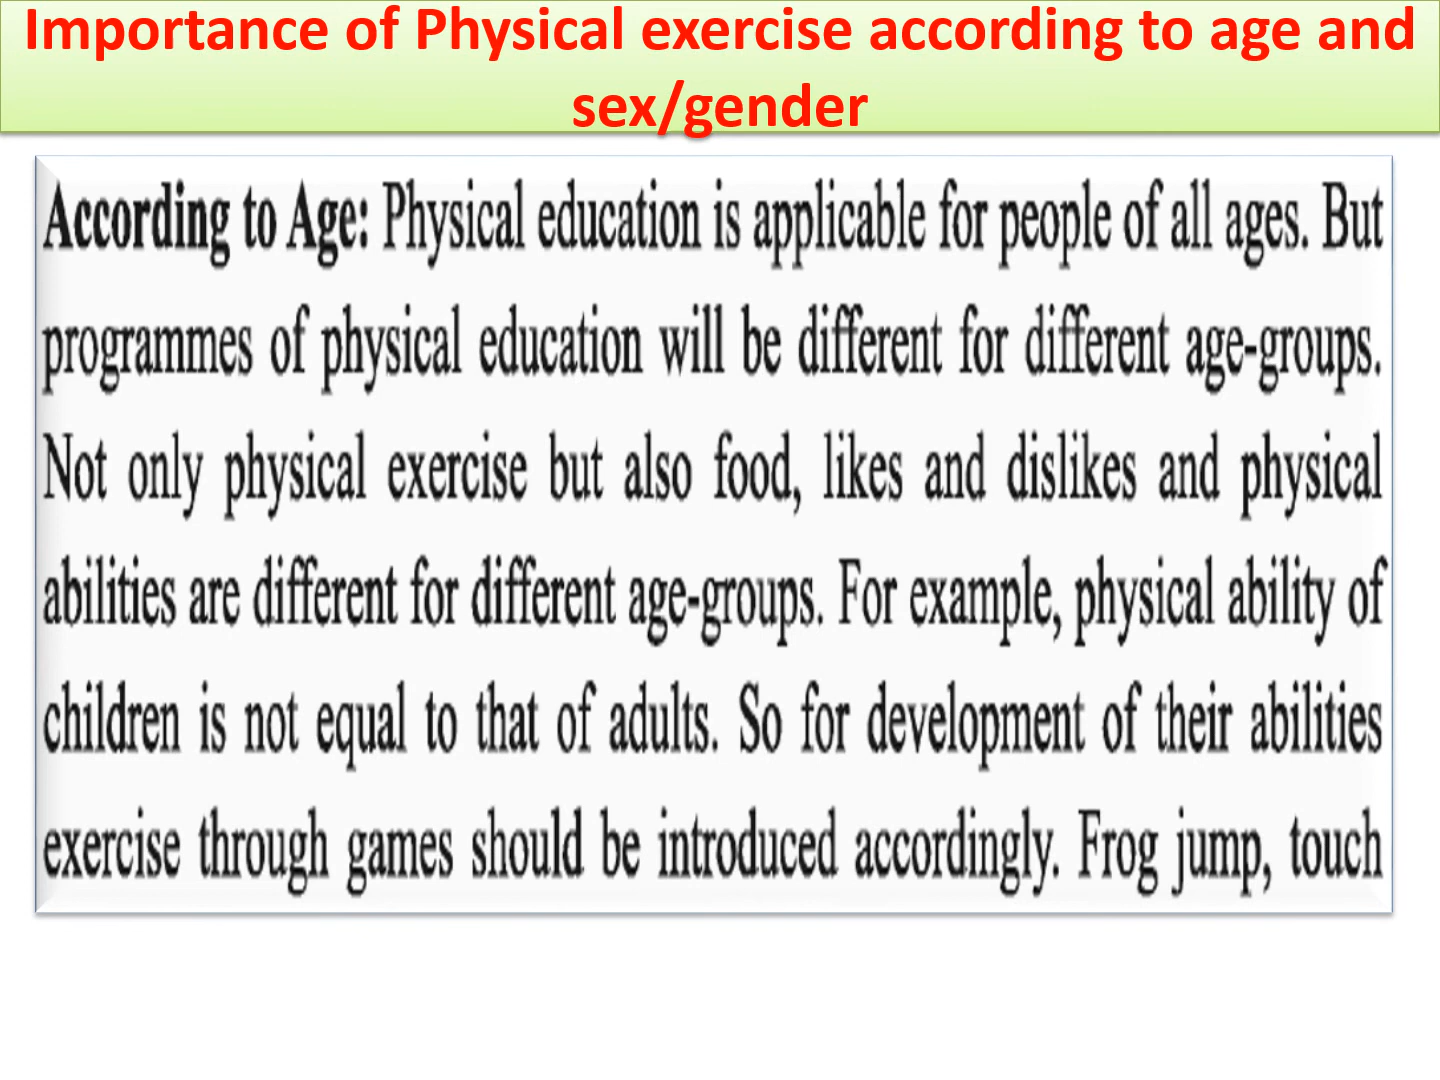 Importance of Physical exercise according to age and
sex/gender
According to Age: Physical education is applicable for people of all ages. But
programmes of physical education will be different for different age-groups.
Not only physical exercise but also food, likes and dislikes and physical
abilities are different for different age-groups. For example, physical ability of
children is not equal to that of adults. So for development of their abilities
exercise through games should be introduced accordingly. Frog jump, touch